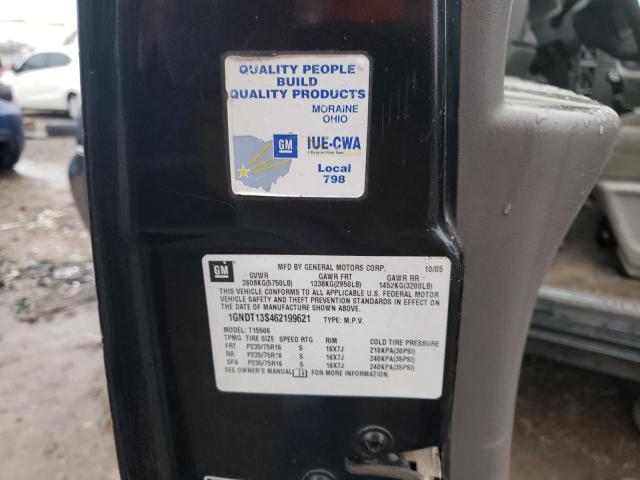 QUALITY PEOPLE
BUILD
QUALITY PRODUCTS
MORAINE
OHIO
GM IUE-CWA
Local
798
GM MFD BY GENERAL MOTORS CORP. 10/05
GVWR GAWR FRT GAWR RR
2608KG(5750LB) 1338KG(2950LB) 1452KG(3200LB)
THIS VEHICLE CONFORMS TO ALL APPLICABLE U.S. FEDERAL MOTOR
VEHICLE SAFETY AND THEFT PREVENTION STANDARDS IN EFFECT ON
THE DATE OF MANUFACTURE SHOWN ABOVE.
1GNDT13S462199621 TYPE: M.P.V.
MODEL: T15506
TPMG TIRE SIZE SPEED RTG RIM COLD TIRE PRESSURE
FRT P235/75R16 S 16X7J 210KPA(30PSI)
RR P235/75R16 S 16X7J 240KPA(35PSI)
SPA P235/75R16 S 16X7J 240KPA(35PSI)
SEE OWNER'S MANUAL FOR MORE INFORMATION.